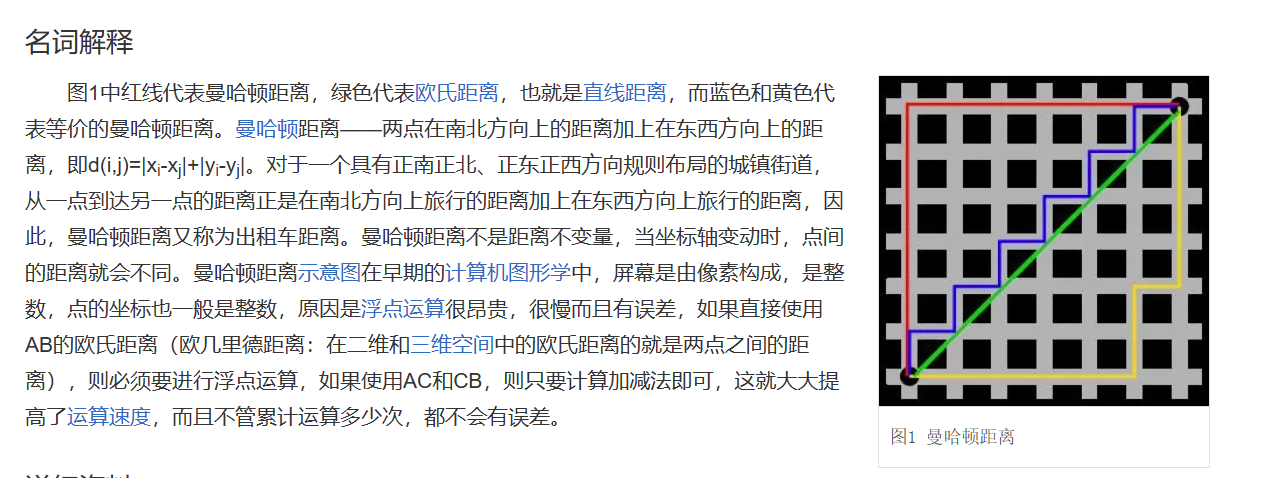 名词解释
图1中红线代表曼哈顿距离，绿色代表欧氏距离，也就是直线距离，而蓝色和黄色代
表等价的曼哈顿距离。曼哈顿距离——两点在南北方向上的距离加上在东西方向上的距
离，即d(i,j)=|xi-xj|+|yi-yj|。对于一个具有正南正北、正东正西方向规则布局的城镇街道，
从一点到达另一点的距离正是在南北方向上旅行的距离加上在东西方向上旅行的距离，因
此，曼哈顿距离又称为出租车距离。曼哈顿距离不是距离不变量，当坐标轴变动时，点间
的距离就会不同。曼哈顿距离示意图在早期的计算机图形学中，屏幕是由像素构成，是整
数，点的坐标也一般是整数，原因是浮点运算很昂贵，很慢而且有误差，如果直接使用
AB的欧氏距离（欧几里德距离：在二维和三维空间中的欧氏距离的就是两点之间的距
离），则必须要进行浮点运算，如果使用AC和CB，则只要计算加减法即可，这就大大提
高了运算速度，而且不管累计运算多少次，都不会有误差。
图1 曼哈顿距离